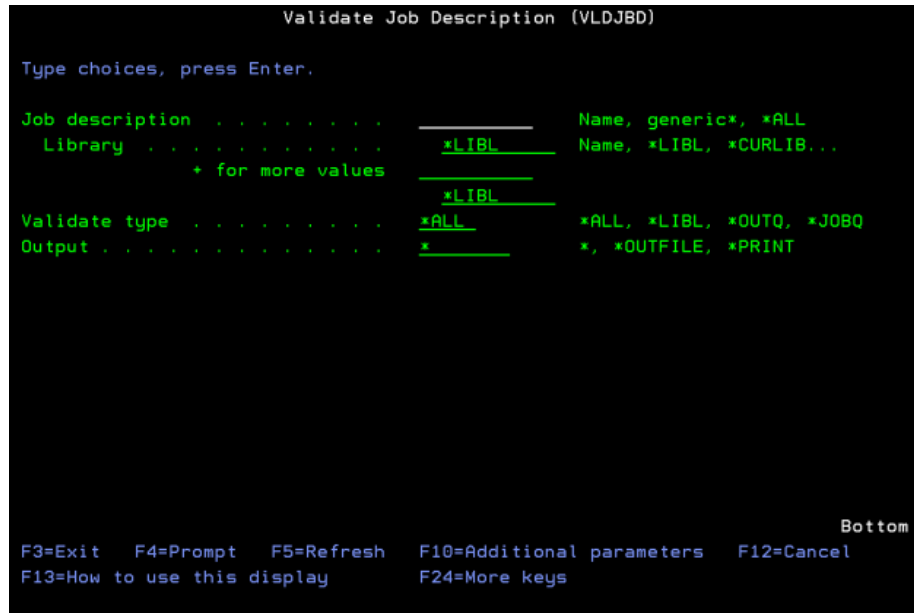 Validate Job Description (VLDJBD)
Type choices, press Enter.
Job description . . . . . . . . Name, generic*, *ALL
Library . . . . . . . . . . . *LIBL Name, *LIBL, *CURLIB...
+ for more values
*LIBL
Validate type . . . . . . . . . *ALL *ALL, *LIBL, *OUTQ, *JOBQ
Output . . . . . . . . . . . . . * *, *OUTFILE, *PRINT
Bottom
F3=Exit F4=Prompt F5=Refresh F10=Additional parameters F12=Cancel
F13=How to use this display F24=More keys